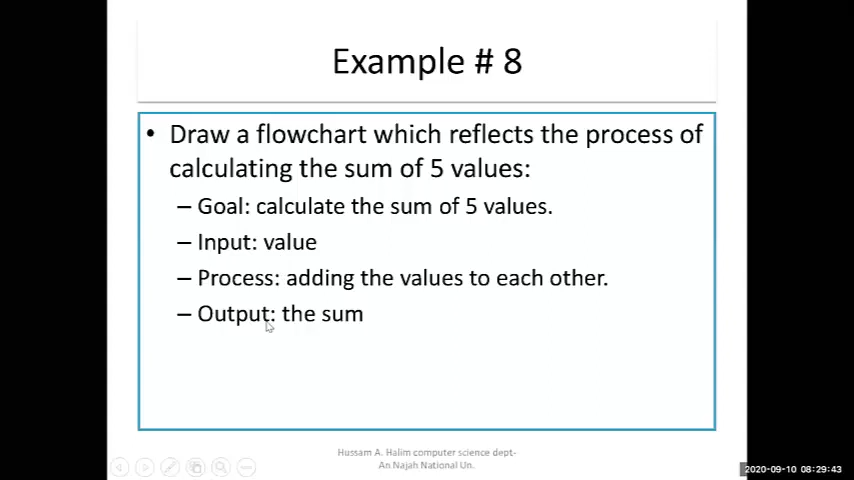 Example # 8
• Draw a flowchart which reflects the process of
calculating the sum of 5 values:
– Goal: calculate the sum of 5 values.
– Input: value
– Process: adding the values to each other.
– Output: the sum
Hussam A. Halim computer science dept-
An Najah National Un.
2020-09-10 08:29:43